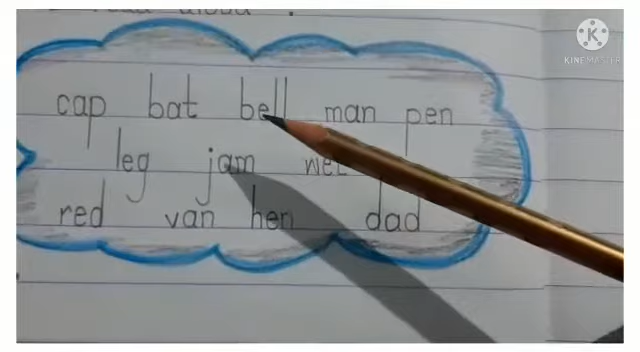 cap bat bell man pen
leg jam wet
red van hen dad
KINEMASTER